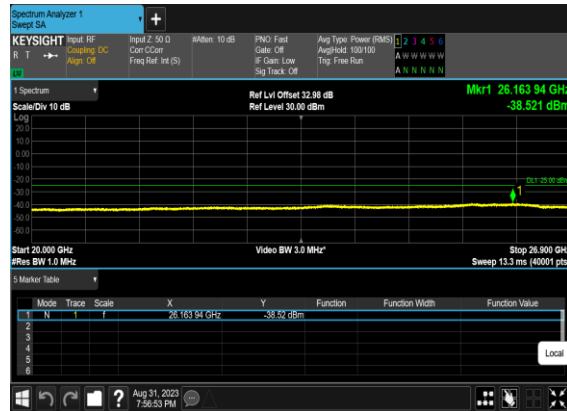 Spectrum Analyzer 1
Swept SA
KEYSIGHT Input: RF Input Z: 50 Ω #Atten: 10 dB PNO: Fast Avg Type: Power (RMS) 1 2 3 4 5 6
R T Coupling: DC Corr CCorr Gate: Off Avg|Hold: 100/100 A W W W W W
Align: Off Freq Ref: Int (S) IF Gain: Low Trig: Free Run
Sig Track: Off A N N N N N
1 Spectrum
Ref Lvl Offset 32.98 dB Mkr1 26.163 94 GHz
Scale/Div 10 dB Ref Level 30.00 dBm -38.521 dBm
Log
20.0
10.0
0.00
-10.0
-20.0
DL1 -25.00 dBm
-30.0
1
-40.0
-50.0
-60.0
Start 20.000 GHz Video BW 3.0 MHz* Stop 26.900 GHz
#Res BW 1.0 MHz Sweep 13.3 ms (40001 pts)
5 Marker Table
Mode Trace Scale X Y Function Function Width Function Value
1 N 1 f 26.163 94 GHz -38.52 dBm
2
3
4
5
6
Local
? Aug 31, 2023
7:56:53 PM